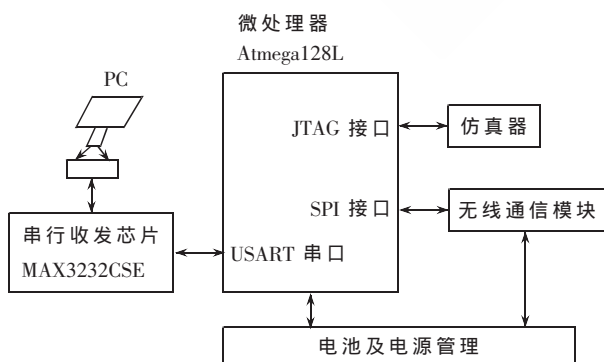 微处理器
Atmega128L
PC
JTAG 接口
仿真器
SPI 接口
无线通信模块
串行收发芯片
MAX3232CSE
USART 串口
电池及电源管理